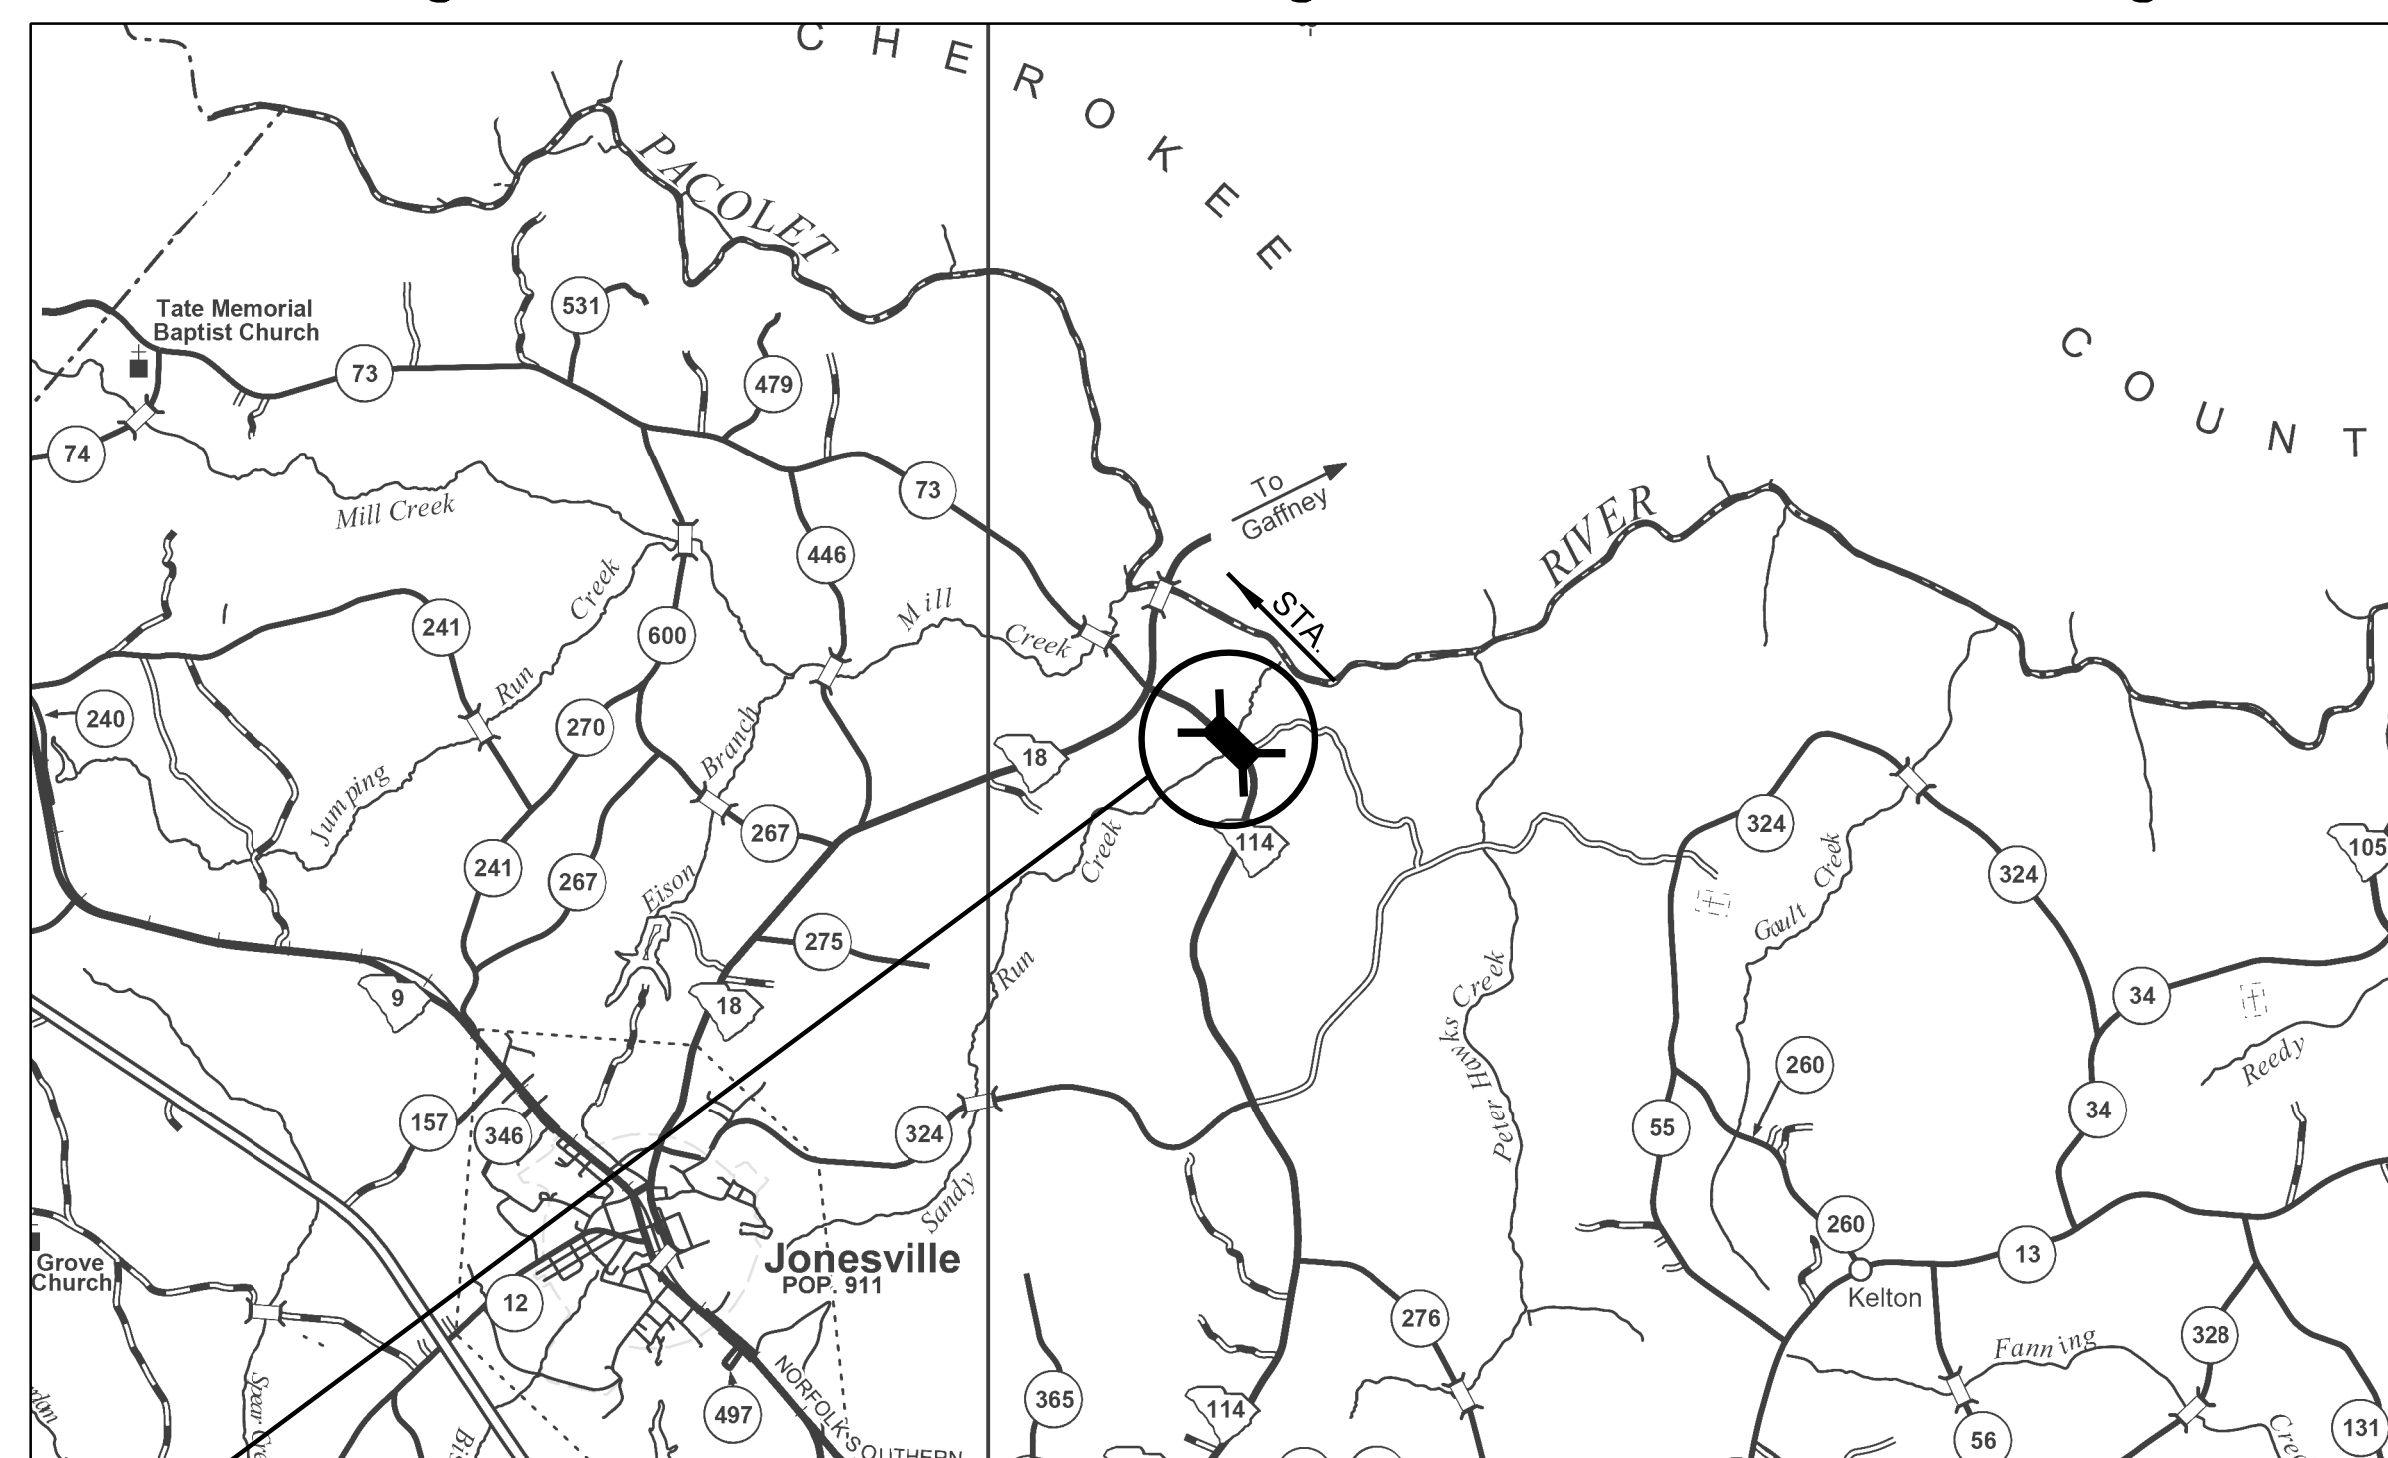 CHEROKEE
COUNT
PACOLET
RIVER
Tate Memorial
Baptist Church
531
73
479
74
73
Mill Creek
To
Gaffney
446
STA.
241
Creek
600
Mill
Creek
Run
240
270
Branch
18
Jumping
267
114
324
105
241
267
Eison
Creek
Creek
324
Goult
275
Run
9
18
34
Creek
Reedy
260
157
346
324
Peter Hawks
55
34
Sandy
260
13
Jonesville
POP. 911
Grove
Church
12
Kelton
276
328
Fanning
NORFOLK SOUTHERN
497
365
114
Spear
131
56